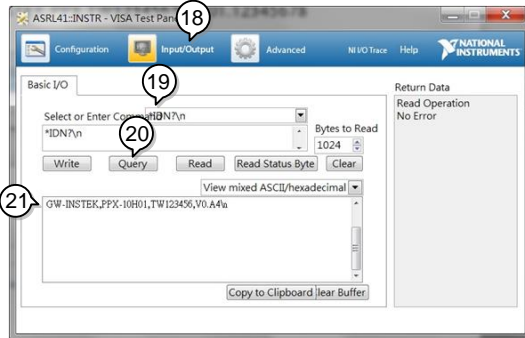 ASRL41::INSTR - VISA Test Pan
18
Configuration
Input/Output
Advanced
NI I/O Trace
Help
NATIONAL
INSTRUMENTS
Basic I/O
Return Data
19
Read Operation
No Error
Select or Enter Comm
*IDN?\n
20
*IDN?\n
Bytes to Read
1024
Write
Query
Read
Read Status Byte
Clear
View mixed ASCII/hexadecimal
21
GW-INSTEK,PPX-10H01,TW123456,V0.A4\n
Copy to Clipboard
lear Buffer